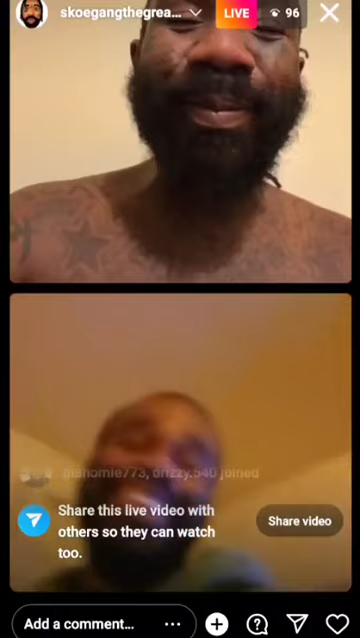 skoegangthegrea...
LIVE
96
drizzy.540 joined
Share this live video with
others so they can watch
too.
Share video
Add a comment...